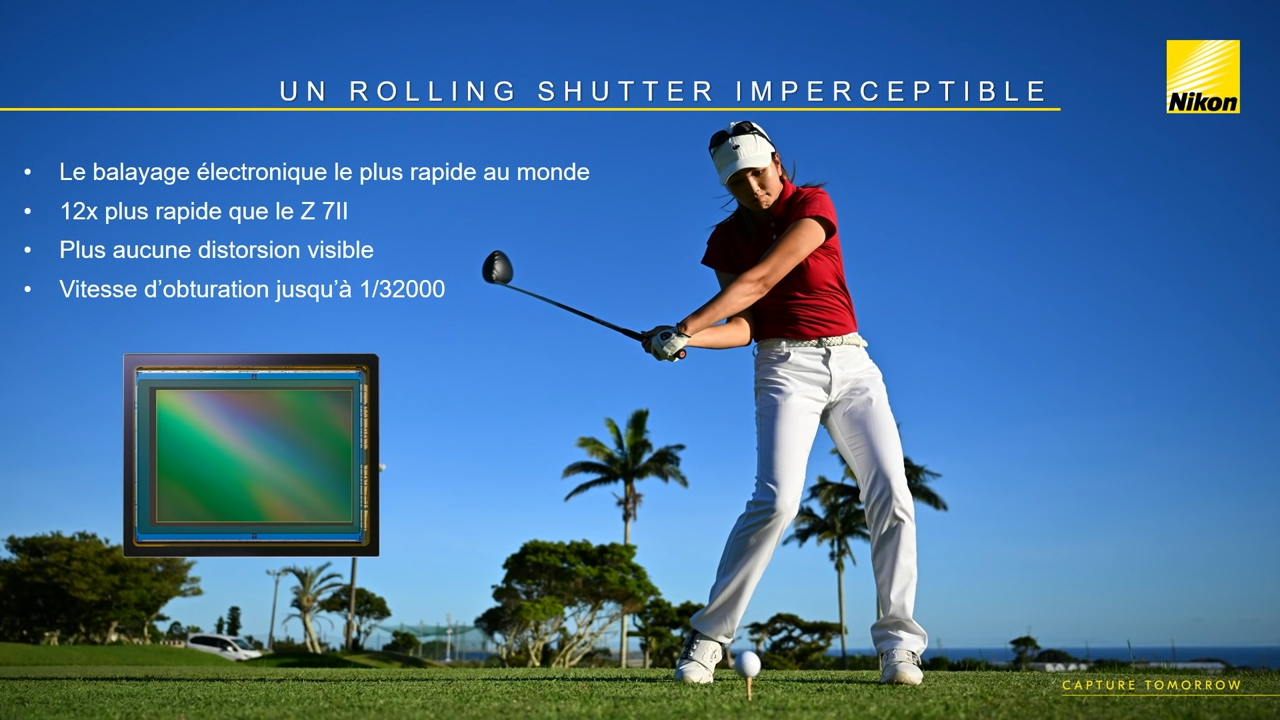 UN ROLLING SHUTTER IMPERCEPTIBLE
Nikon
• Le balayage électronique le plus rapide au monde
• 12x plus rapide que le Z 7II
• Plus aucune distorsion visible
• Vitesse d’obturation jusqu’à 1/32000
CAPTURE TOMORROW